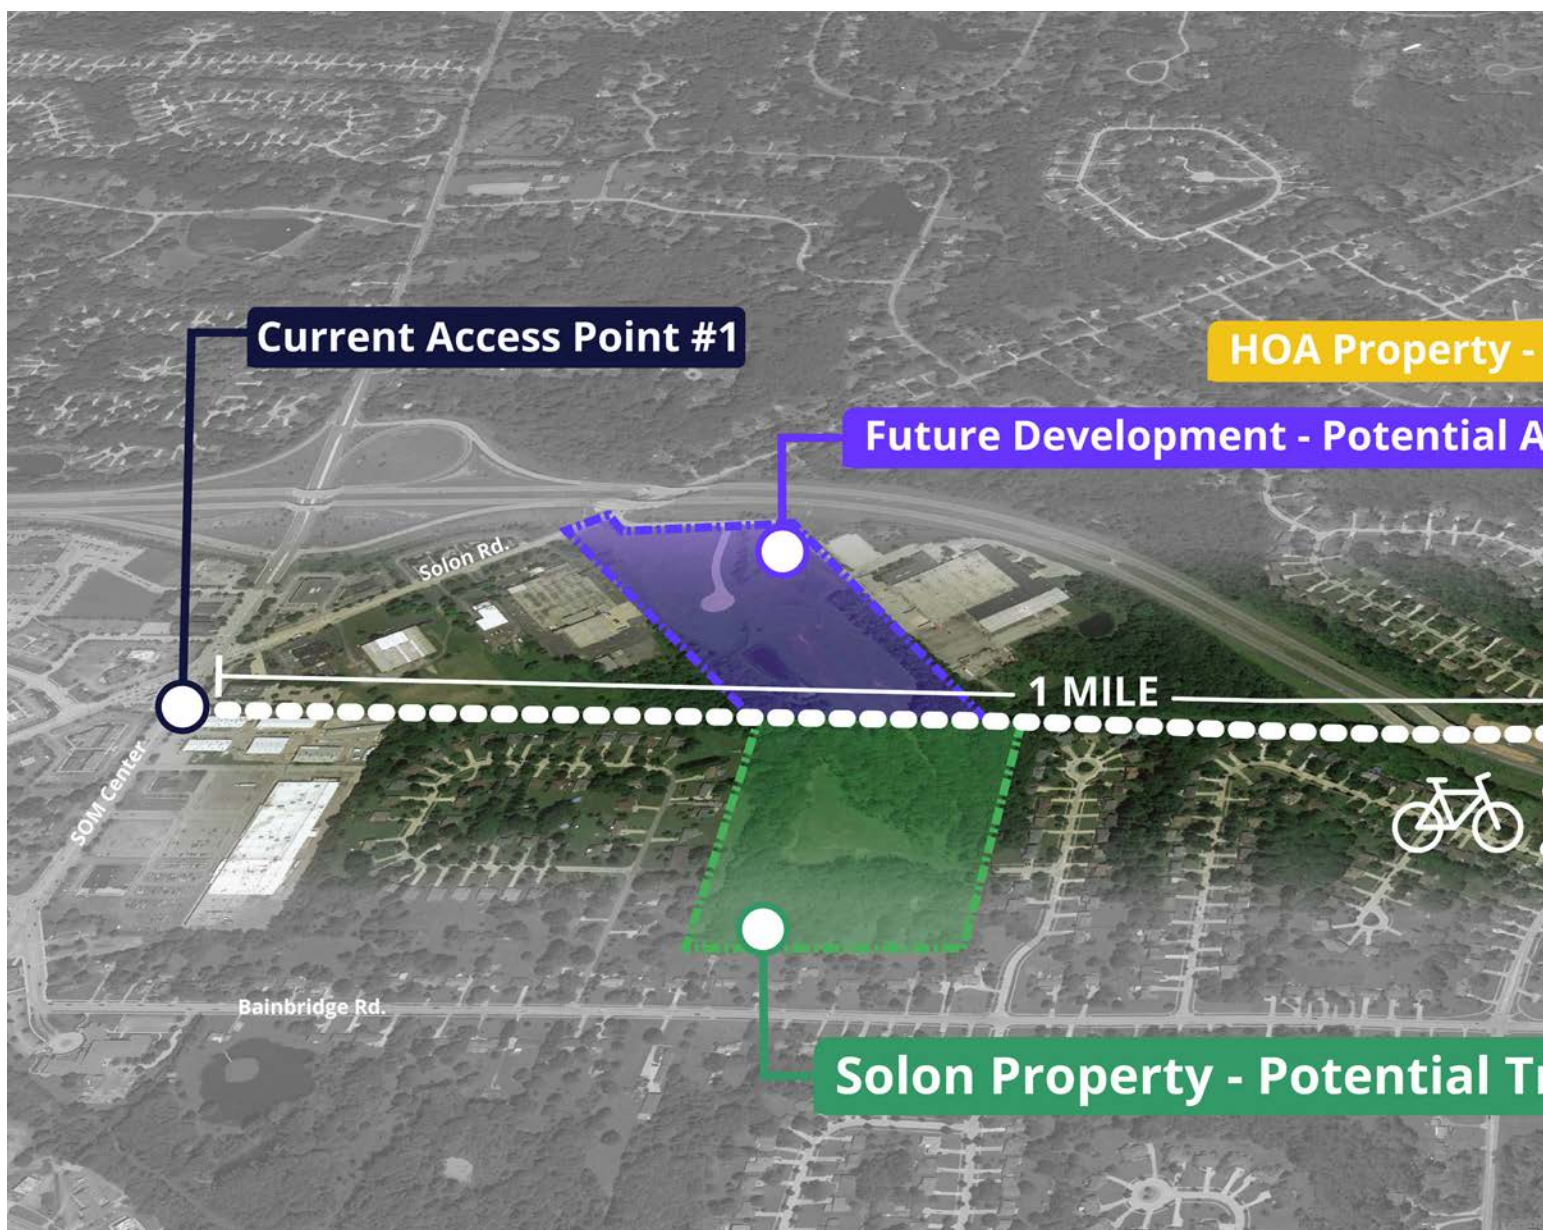 Current Access Point #1
HOA Property -
Future Development - Potential A
Solon Rd.
1 MILE
SOM Center
Bainbridge Rd.
Solon Property - Potential Tr